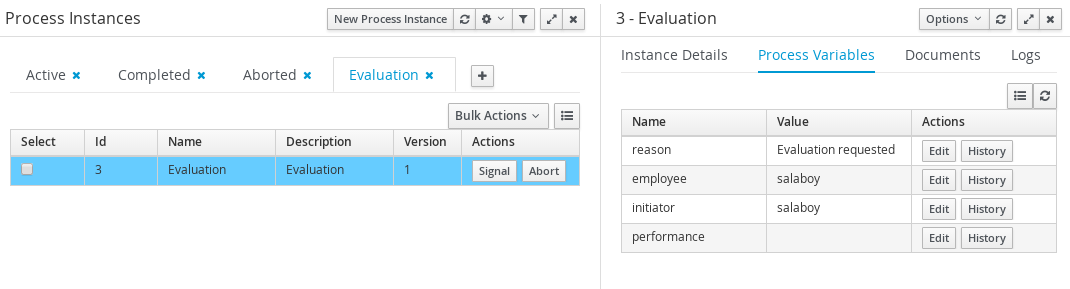 Process Instances
New Process Instance
Active
Completed
Aborted
Evaluation
Bulk Actions
Select Id Name Description Version Actions
3 Evaluation Evaluation 1 Signal Abort
3 - Evaluation
Options
Instance Details Process Variables Documents Logs
Name Value Actions
reason Evaluation requested Edit History
employee salaboy Edit History
initiator salaboy Edit History
performance Edit History